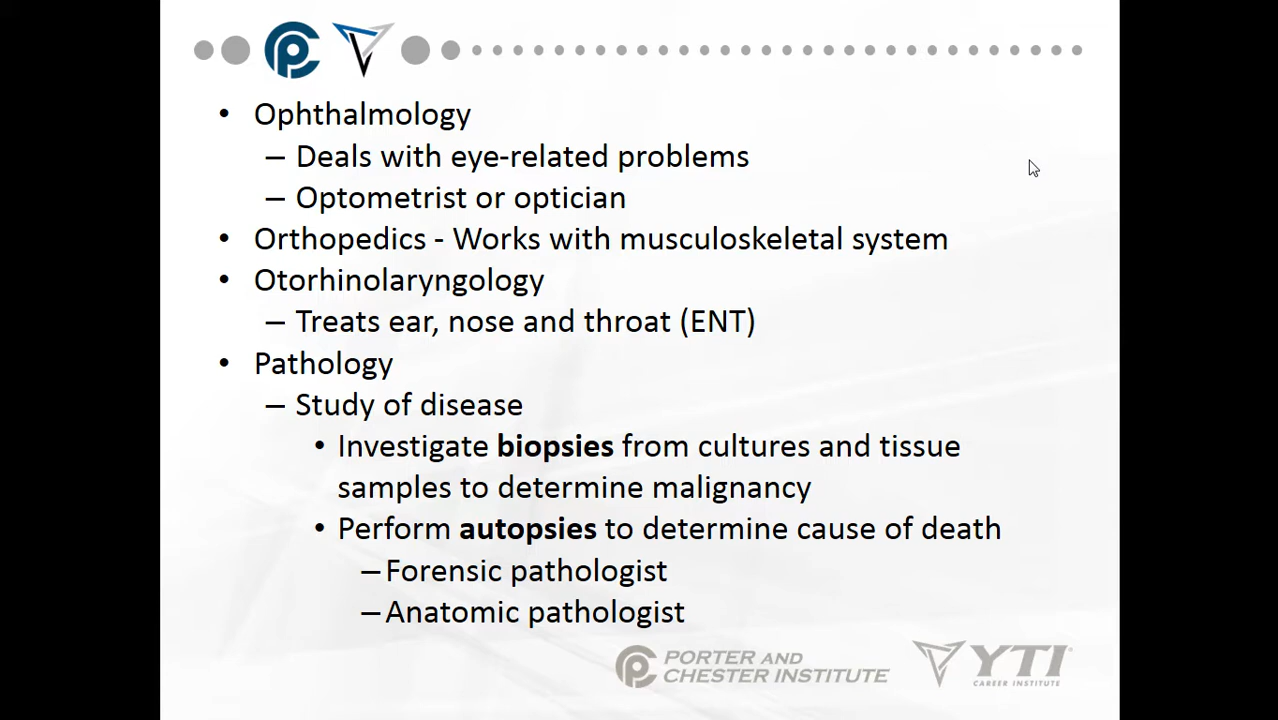 • Ophthalmology
– Deals with eye-related problems
– Optometrist or optician
• Orthopedics - Works with musculoskeletal system
• Otorhinolaryngology
– Treats ear, nose and throat (ENT)
• Pathology
– Study of disease
• Investigate biopsies from cultures and tissue
samples to determine malignancy
• Perform autopsies to determine cause of death
–Forensic pathologist
–Anatomic pathologist
PORTER AND
CHESTER INSTITUTE
YTI®
CAREER INSTITUTE